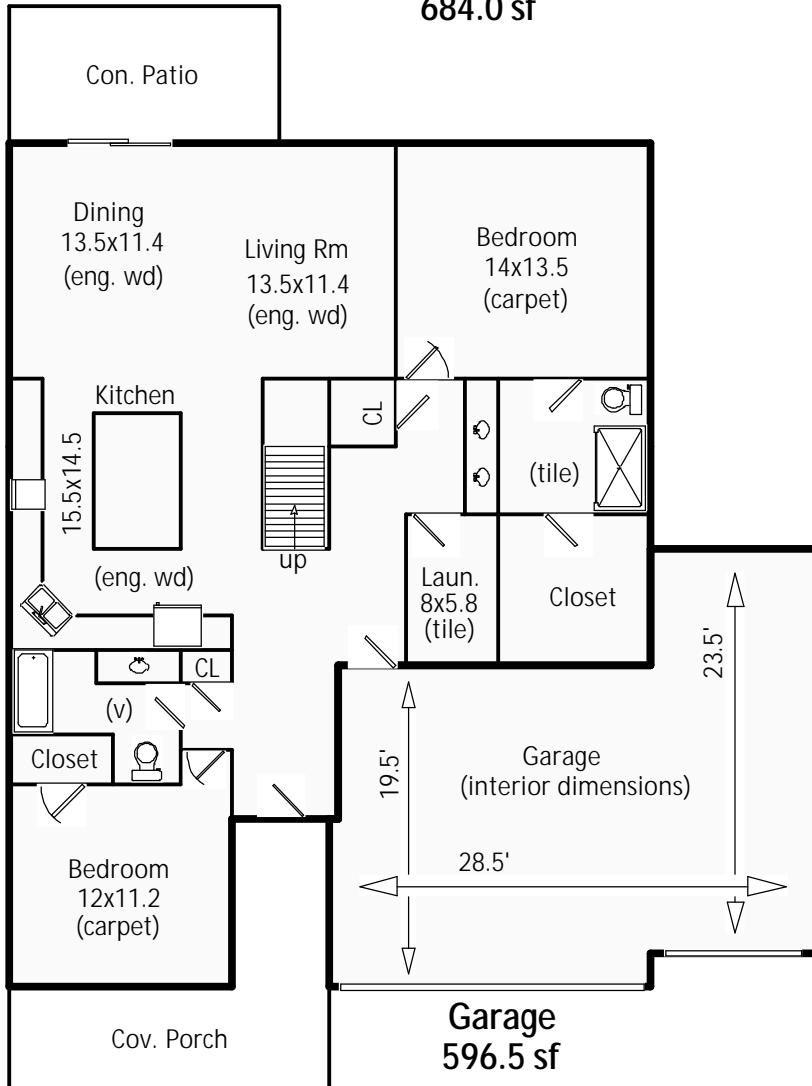 684.0 sf
Con. Patio
Dining
13.5x11.4
(eng. wd)
Living Rm
13.5x11.4
(eng. wd)
Bedroom
14x13.5
(carpet)
Kitchen
15.5x14.5
(eng. wd)
CL
up
(tile)
Laun.
8x5.8
(tile)
Closet
CL
(v)
Closet
Bedroom
12x11.2
(carpet)
19.5'
Garage
(interior dimensions)
23.5'
28.5'
Cov. Porch
Garage
596.5 sf